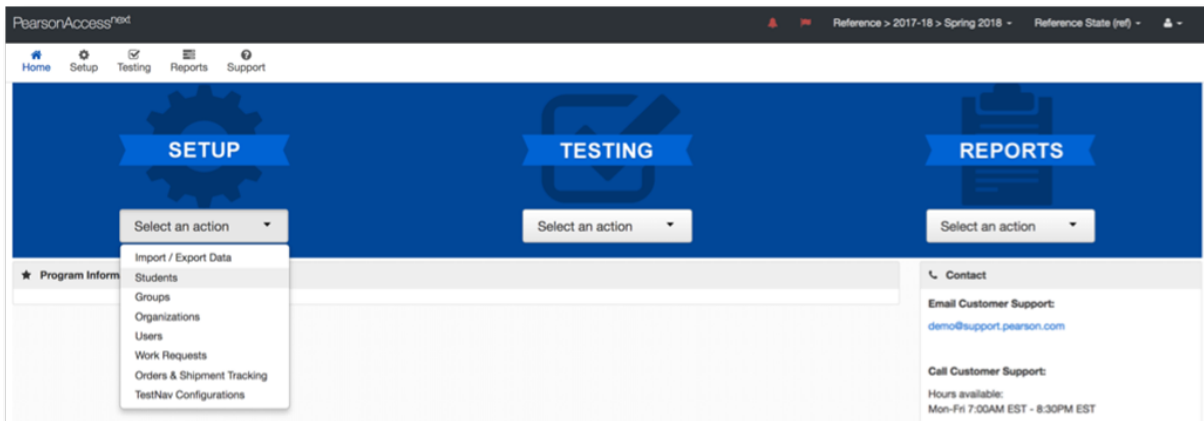 PearsonAccessnext
Reference > 2017-18 > Spring 2018
Reference State (ref)
Home
Setup
Testing
Reports
Support
SETUP
TESTING
REPORTS
Select an action
Select an action
Select an action
Import / Export Data
Students
Groups
Organizations
Users
Work Requests
Orders & Shipment Tracking
TestNav Configurations
Program Inform
Contact
Email Customer Support:
demo@support.pearson.com
Call Customer Support:
Hours available:
Mon-Fri 7:00AM EST - 8:30PM EST